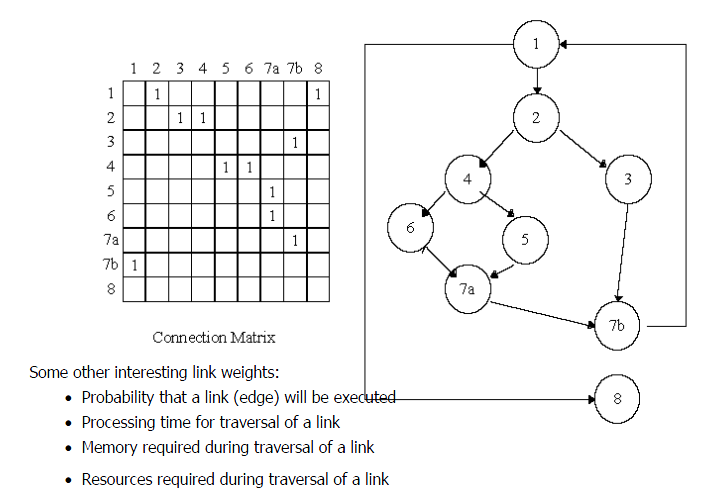 1 2 3 4 5 6 7a 7b 8
1 1 1
2 1 1
3 1
4 1 1
5 1
6 1
7a 1
7b 1
8
Connection Matrix
1
2
4
3
6
5
7a
7b
8
Some other interesting link weights:
• Probability that a link (edge) will be executed
• Processing time for traversal of a link
• Memory required during traversal of a link
• Resources required during traversal of a link